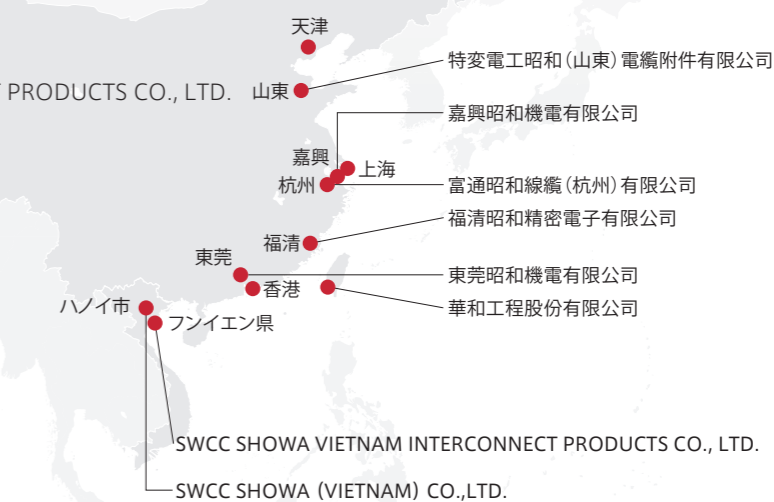 天津
特変電工昭和(山東)電纜附件有限公司
PRODUCTS CO., LTD.
山東
嘉興昭和機電有限公司
嘉興
上海
杭州
富通昭和線纜(杭州)有限公司
福清昭和精密電子有限公司
福清
東莞
東莞昭和機電有限公司
香港
ハノイ市
華和工程股份有限公司
フンイエン県
SWCC SHOWA VIETNAM INTERCONNECT PRODUCTS CO., LTD.
SWCC SHOWA (VIETNAM) CO.,LTD.